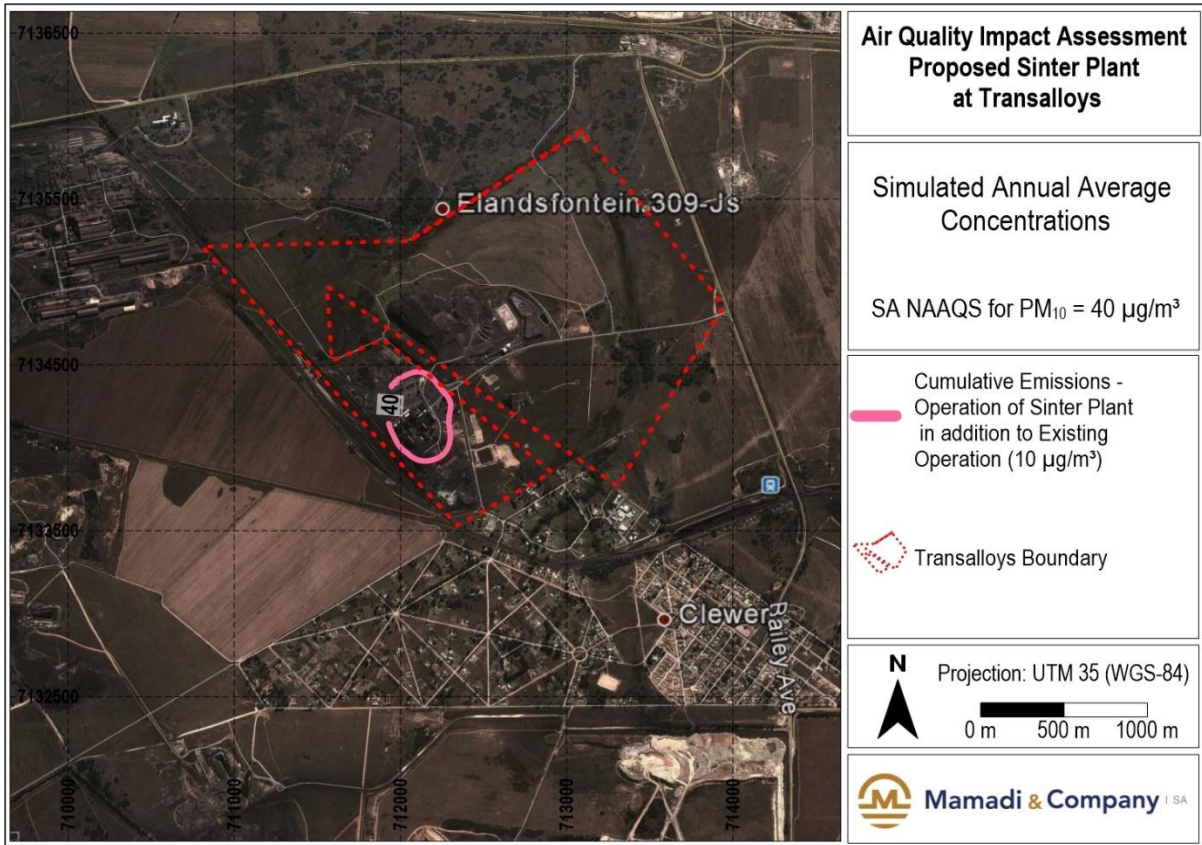 7136500
7135500
7134500
7133500
7132500
710000
711000
712000
713000
714000
Elandsfontein 309-Js
40
Clewer
Railey Ave
Air Quality Impact Assessment
Proposed Sinter Plant
at Transalloys
Simulated Annual Average
Concentrations
SA NAAQS for PM₁₀ = 40 µg/m³
Cumulative Emissions -
Operation of Sinter Plant
in addition to Existing
Operation (10 µg/m³)
Transalloys Boundary
N
Projection: UTM 35 (WGS-84)
0 m 500 m 1000 m
M
Mamadi & Company | SA